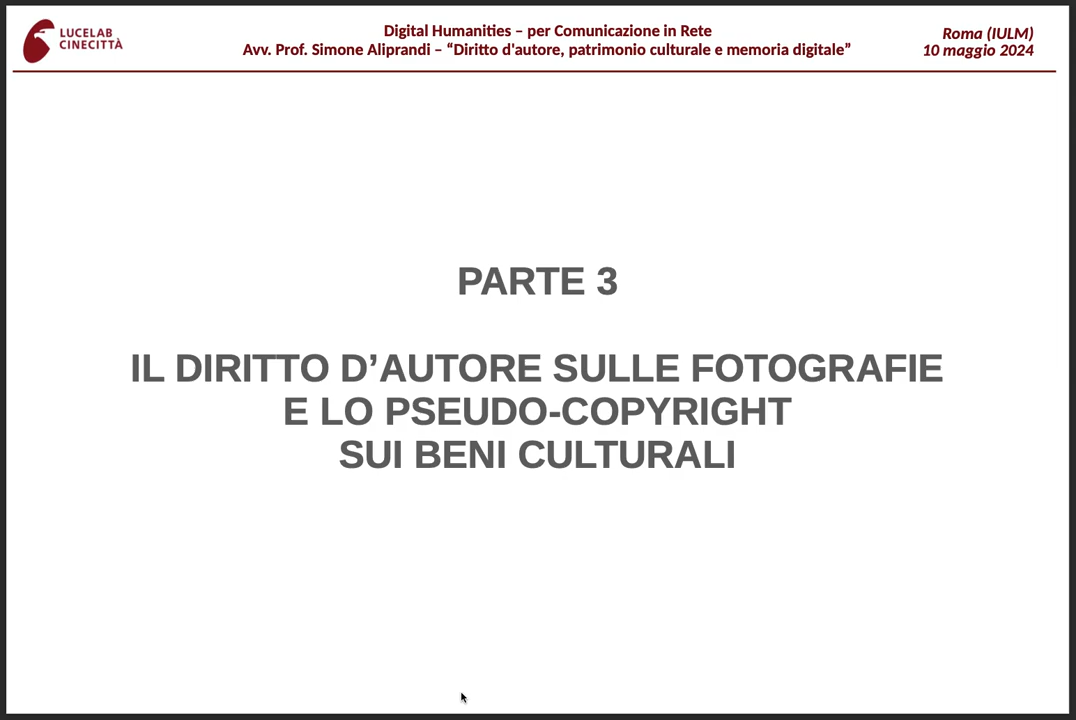 LUCELAB
CINECITTÀ
Digital Humanities – per Comunicazione in Rete
Avv. Prof. Simone Aliprandi – “Diritto d'autore, patrimonio culturale e memoria digitale”
Roma (IULM)
10 maggio 2024
PARTE 3
IL DIRITTO D’AUTORE SULLE FOTOGRAFIE
E LO PSEUDO-COPYRIGHT
SUI BENI CULTURALI